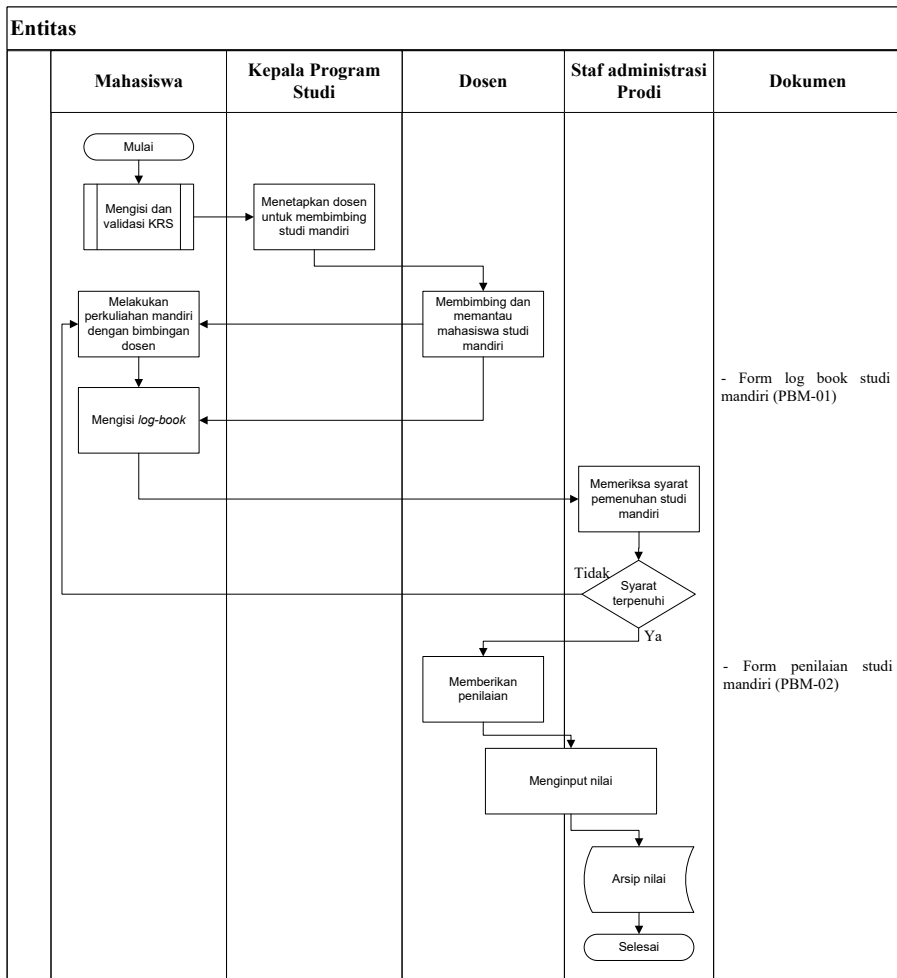 Entitas
Mahasiswa
Kepala Program
Studi
Dosen
Staf administrasi
Prodi
Dokumen
Mulai
Mengisi dan
validasi KRS
Menetapkan dosen
untuk membimbing
studi mandiri
Melakukan
perkuliahan mandiri
dengan bimbingan
dosen
Membimbing dan
memantau
mahasiswa studi
mandiri
- Form log book studi
mandiri (PBM-01)
Mengisi log-book
Memeriksa syarat
pemenuhan studi
mandiri
Tidak
Syarat
terpenuhi
Ya
Memberikan
penilaian
- Form penilaian studi
mandiri (PBM-02)
Menginput nilai
Arsip nilai
Selesai